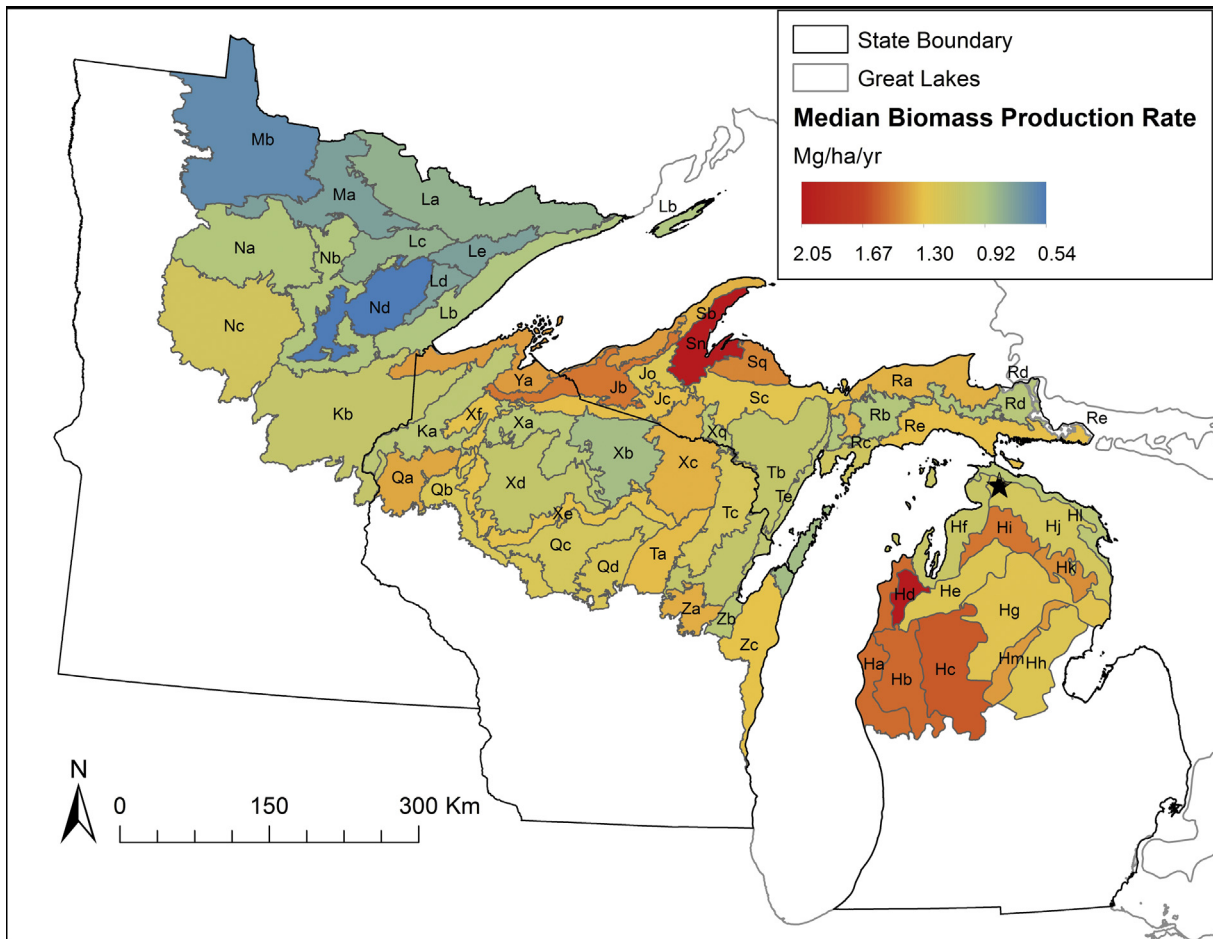 State Boundary
Great Lakes
Median Biomass Production Rate
Mg/ha/yr
2.05 1.67 1.30 0.92 0.54
Mb
Ma
La
Lb
Na
Nb
Lc
Le
Ld
Nd
Lb
Nc
Sb
Sn
Sq
Kb
Ya
Jb
Jo
Jc
Sc
Ra
Rd
Rd
Re
Rb
Re
Rc
Ka
Xf
Xa
Xb
Xq
Xc
Qa
Qb
Xd
Xe
Tb
Te
Tc
Qc
Qd
Ta
Za
Zb
Zc
Hf
Hi
Hj
Hl
Hk
Hd
He
Hg
Ha
Hb
Hc
Hm
Hh
N
0 150 300 Km